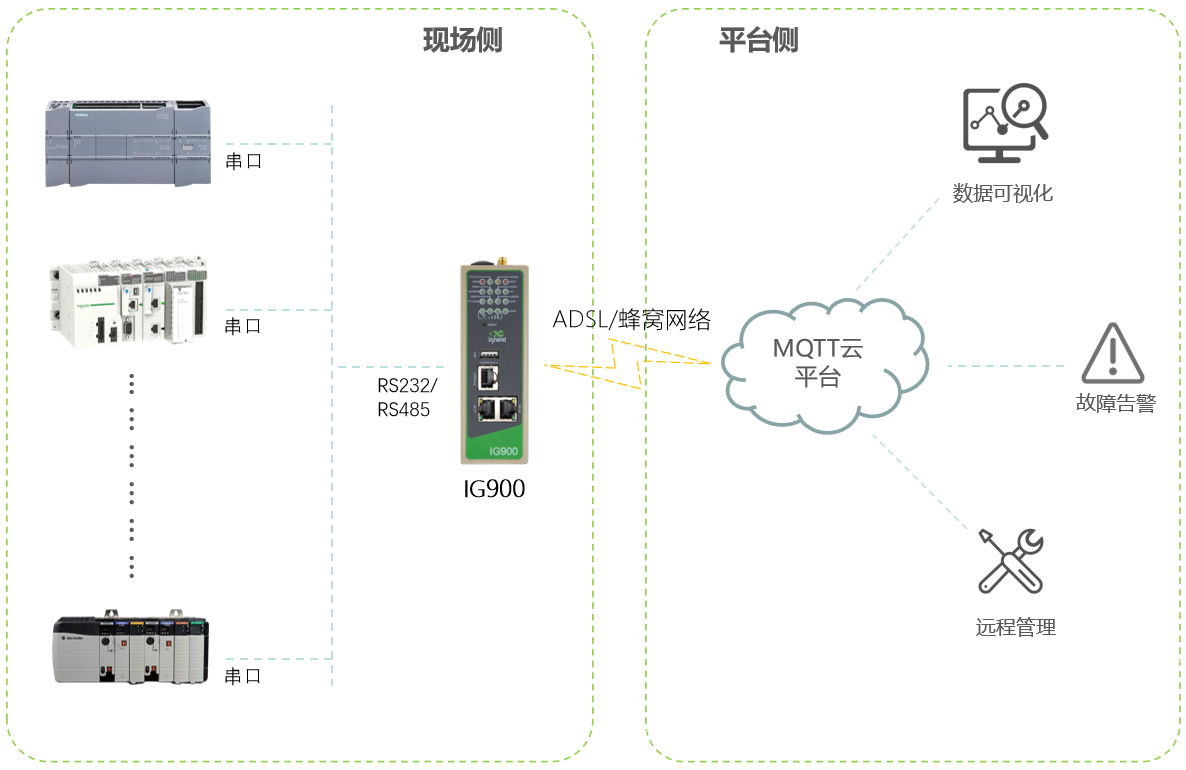 现场侧
平台侧
SIEMENS
串口
数据可视化
串口
ADSL/蜂窝网络
MQTT云
平台
RS232/
RS485
inhand
IG900
IG900
故障告警
远程管理
串口